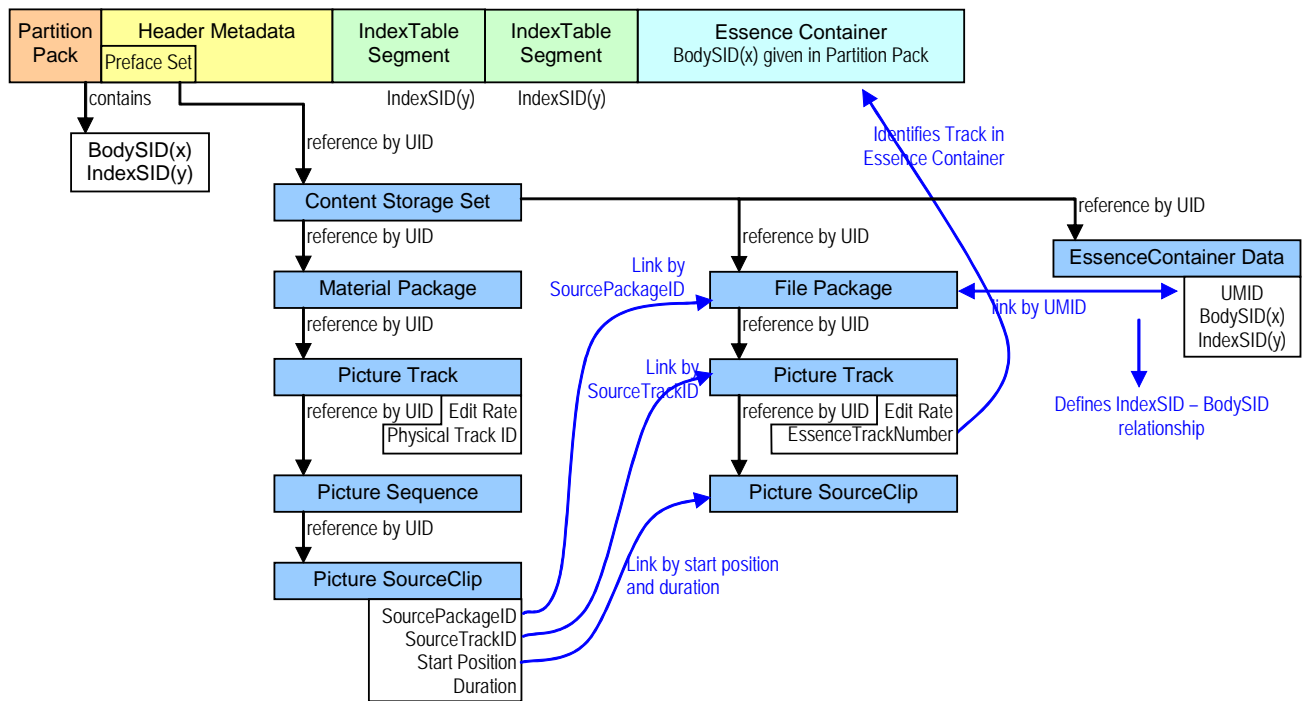 Partition
Pack
Header Metadata
Preface Set
IndexTable
Segment
IndexTable
Segment
Essence Container
BodySID(x) given in Partition Pack
contains
IndexSID(y)
IndexSID(y)
BodySID(x)
IndexSID(y)
reference by UID
Identifies Track in
Essence Container
Content Storage Set
reference by UID
reference by UID
reference by UID
Material Package
Link by
SourcePackageID
File Package
EssenceContainer Data
UMID
BodySID(x)
IndexSID(y)
link by UMID
reference by UID
reference by UID
Picture Track
Link by
SourceTrackID
Picture Track
reference by UID
Edit Rate
Physical Track ID
reference by UID
Edit Rate
EssenceTrackNumber
Defines IndexSID – BodySID
relationship
Picture Sequence
Picture SourceClip
reference by UID
Picture SourceClip
Link by start position
and duration
SourcePackageID
SourceTrackID
Start Position
Duration